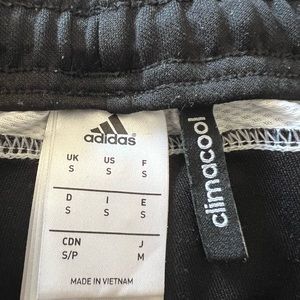 adidas
UK US F
S S S
D I E
S S S
CDN J
S/P M
MADE IN VIETNAM
climacool